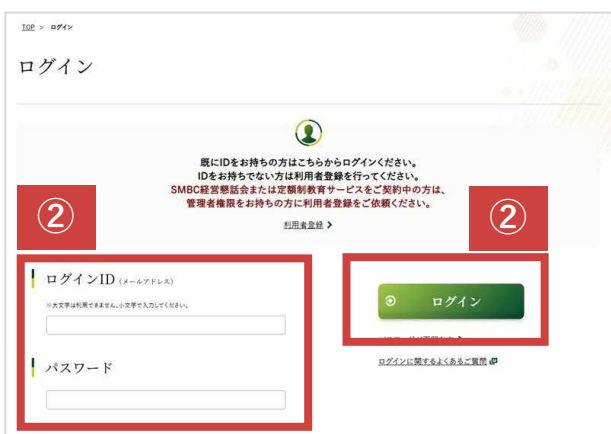 TOP > ログイン
ログイン
既にIDをお持ちの方はこちらからログインください。
IDをお持ちでない方は利用者登録を行ってください。
SMBC経営懇話会または定額制教育サービスをご契約中の方は、
管理者権限をお持ちの方に利用者登録をご依頼ください。
利用者登録
②
②
ログインID (メールアドレス)
※大文字は利用できません。小文字で入力してください。
ログイン
パスワード
ログインに関するよくあるご質問